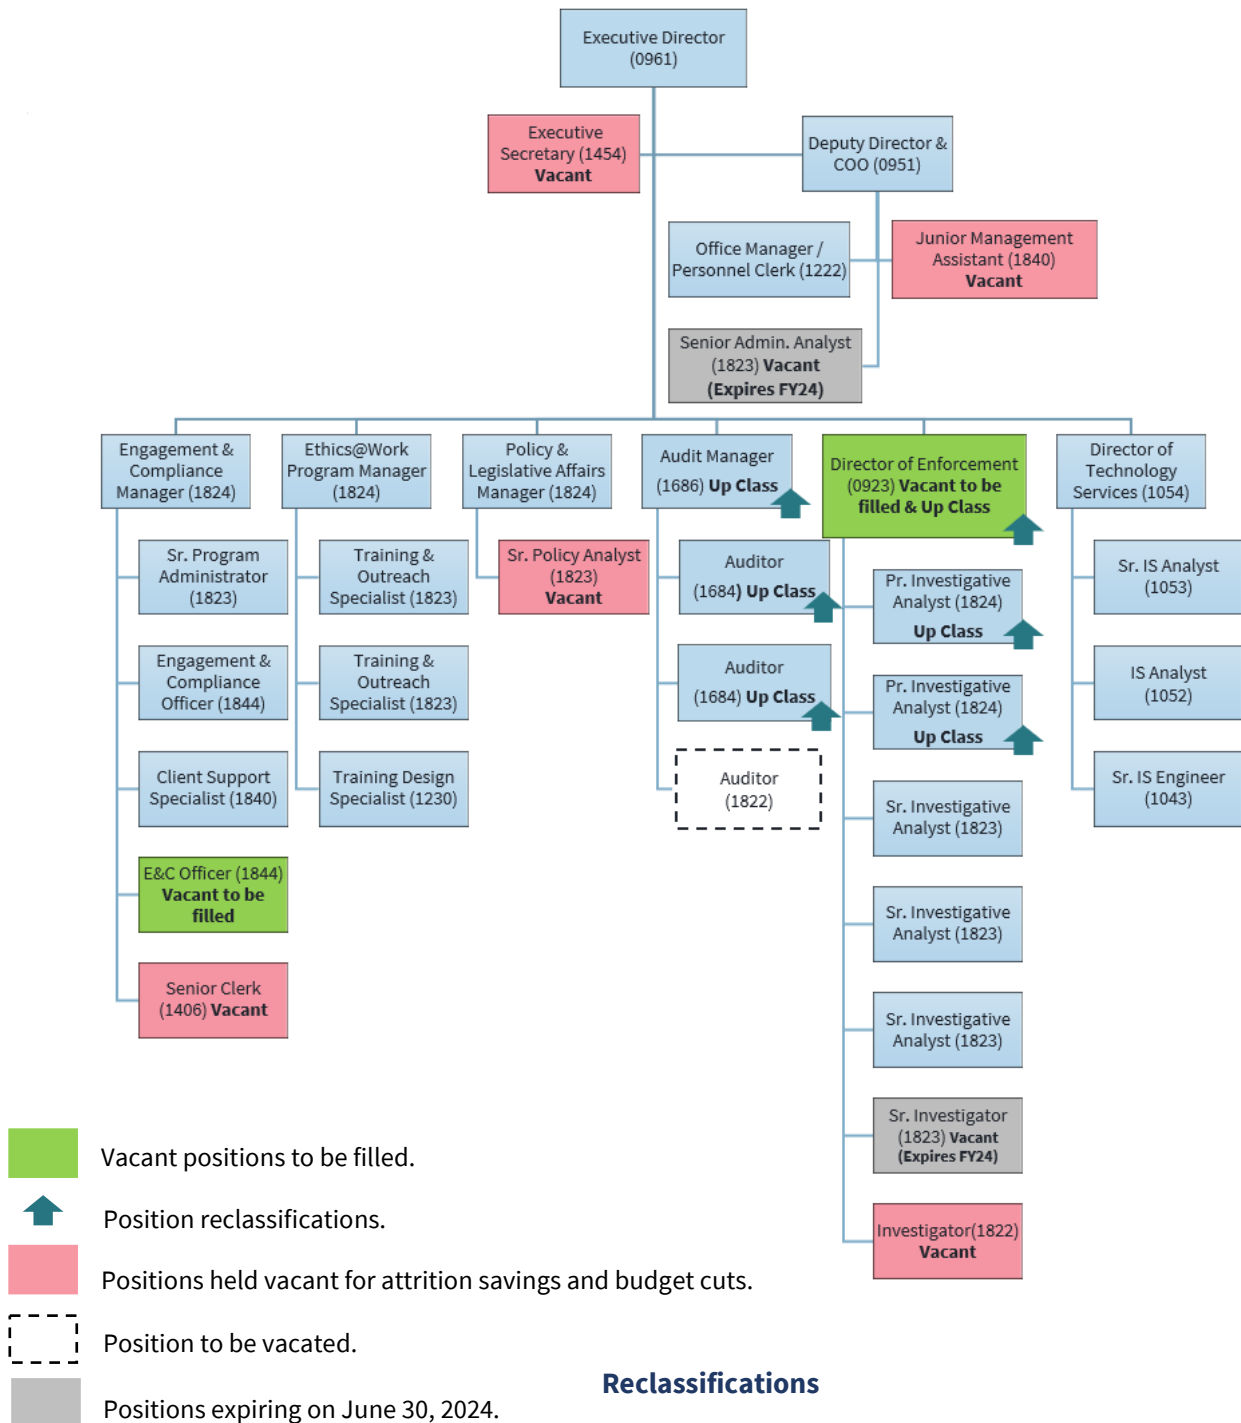 Executive Director
(0961)
Executive
Secretary (1454)
Vacant
Deputy Director &
COO (0951)
Office Manager /
Personnel Clerk (1222)
Junior Management
Assistant (1840)
Vacant
Senior Admin. Analyst
(1823) Vacant
(Expires FY24)
Engagement &
Compliance
Manager (1824)
Sr. Program
Administrator
(1823)
Engagement &
Compliance
Officer (1844)
Client Support
Specialist (1840)
E&C Officer (1844)
Vacant to be
filled
Senior Clerk
(1406) Vacant
Ethics@Work
Program Manager
(1824)
Training &
Outreach
Specialist (1823)
Training &
Outreach
Specialist (1823)
Training Design
Specialist (1230)
Policy &
Legislative Affairs
Manager (1824)
Sr. Policy Analyst
(1823)
Vacant
Audit Manager
(1686) Up Class
Auditor
(1684) Up Class
Auditor
(1684) Up Class
Auditor
(1822)
Director of Enforcement
(0923) Vacant to be
filled & Up Class
Pr. Investigative
Analyst (1824)
Up Class
Pr. Investigative
Analyst (1824)
Up Class
Sr. Investigative
Analyst (1823)
Sr. Investigative
Analyst (1823)
Sr. Investigative
Analyst (1823)
Sr. Investigator
(1823) Vacant
(Expires FY24)
Investigator(1822)
Vacant
Director of
Technology
Services (1054)
Sr. IS Analyst
(1053)
IS Analyst
(1052)
Sr. IS Engineer
(1043)
Vacant positions to be filled.
Position reclassifications.
Positions held vacant for attrition savings and budget cuts.
Position to be vacated.
Positions expiring on June 30, 2024.
Reclassifications